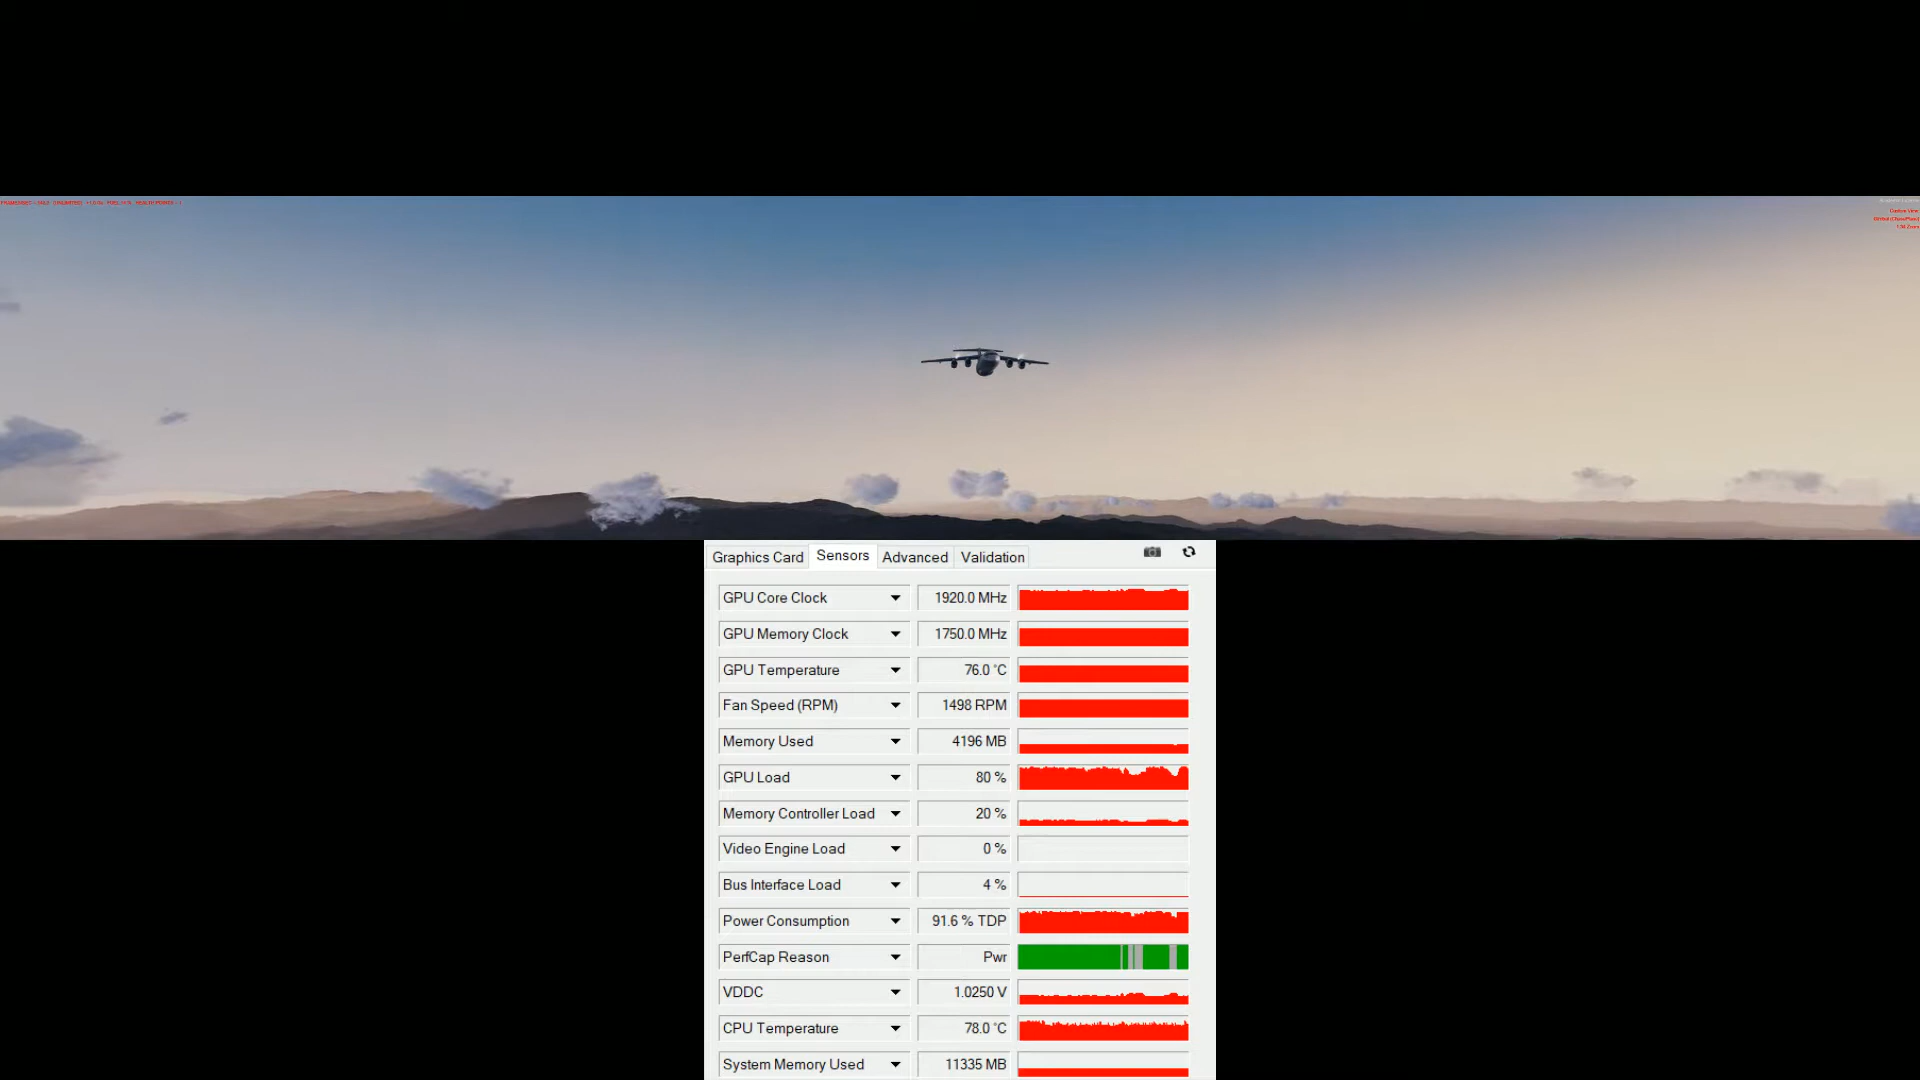 Custom View
Graphics Card Sensors Advanced Validation
GPU Core Clock 1920.0 MHz
GPU Memory Clock 1750.0 MHz
GPU Temperature 76.0 °C
Fan Speed (RPM) 1498 RPM
Memory Used 4196 MB
GPU Load 80 %
Memory Controller Load 20 %
Video Engine Load 0 %
Bus Interface Load 4 %
Power Consumption 91.6 % TDP
PerfCap Reason Pwr
VDDC 1.0250 V
CPU Temperature 78.0 °C
System Memory Used 11335 MB